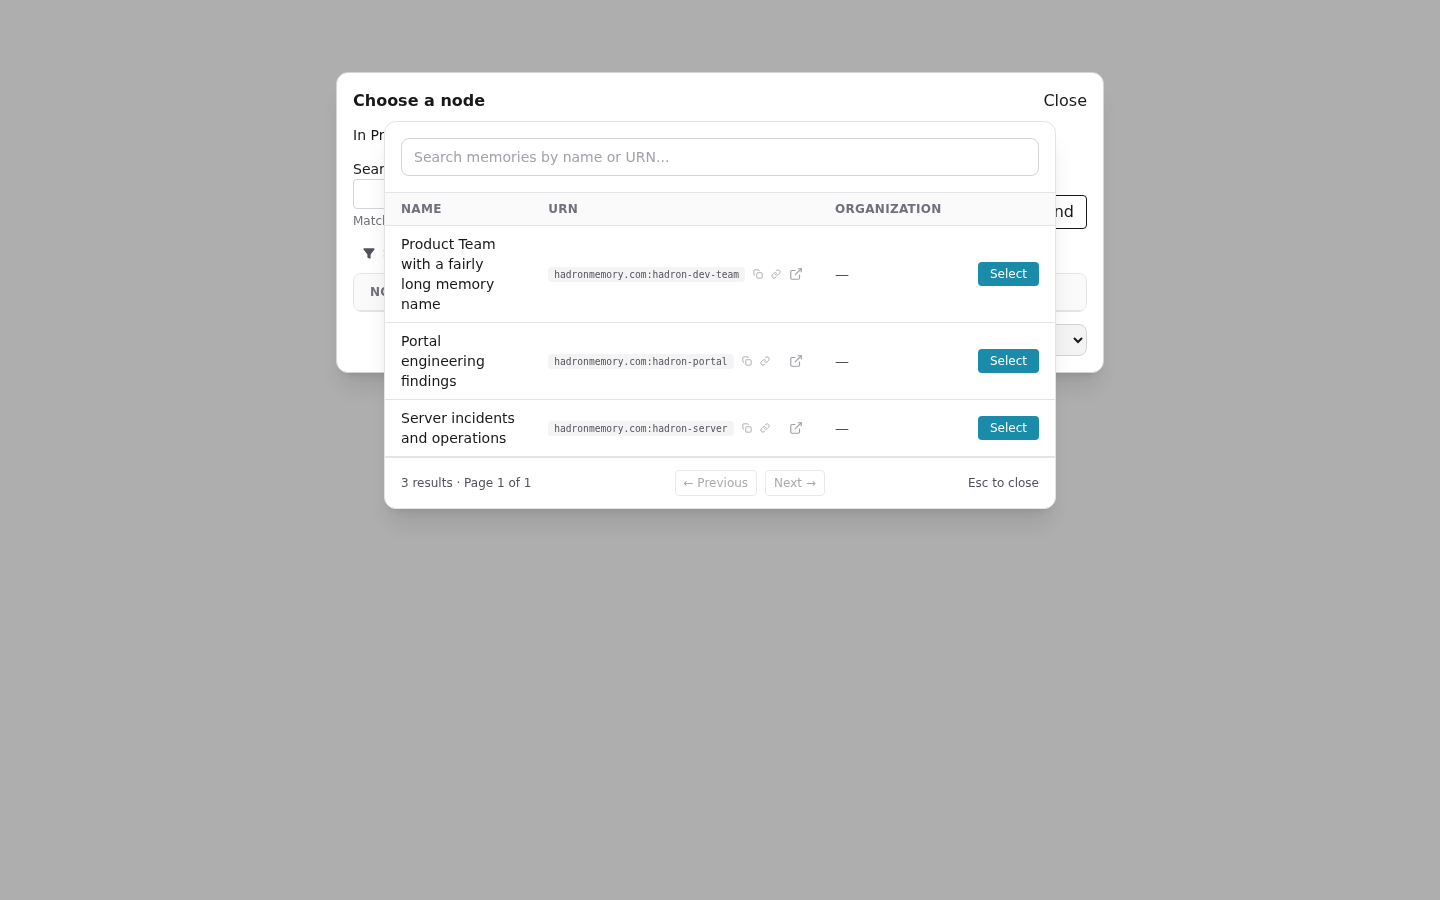 Choose a node
Close
In Pr
Search memories by name or URN...
Sear
Matc
nd
NAME URN ORGANIZATION
Product Team
with a fairly
long memory
name
hadronmemory.com:hadron-dev-team
—
Select
NO
Portal
engineering
findings
hadronmemory.com:hadron-portal
—
Select
Server incidents
and operations
hadronmemory.com:hadron-server
—
Select
3 results · Page 1 of 1
← Previous
Next →
Esc to close